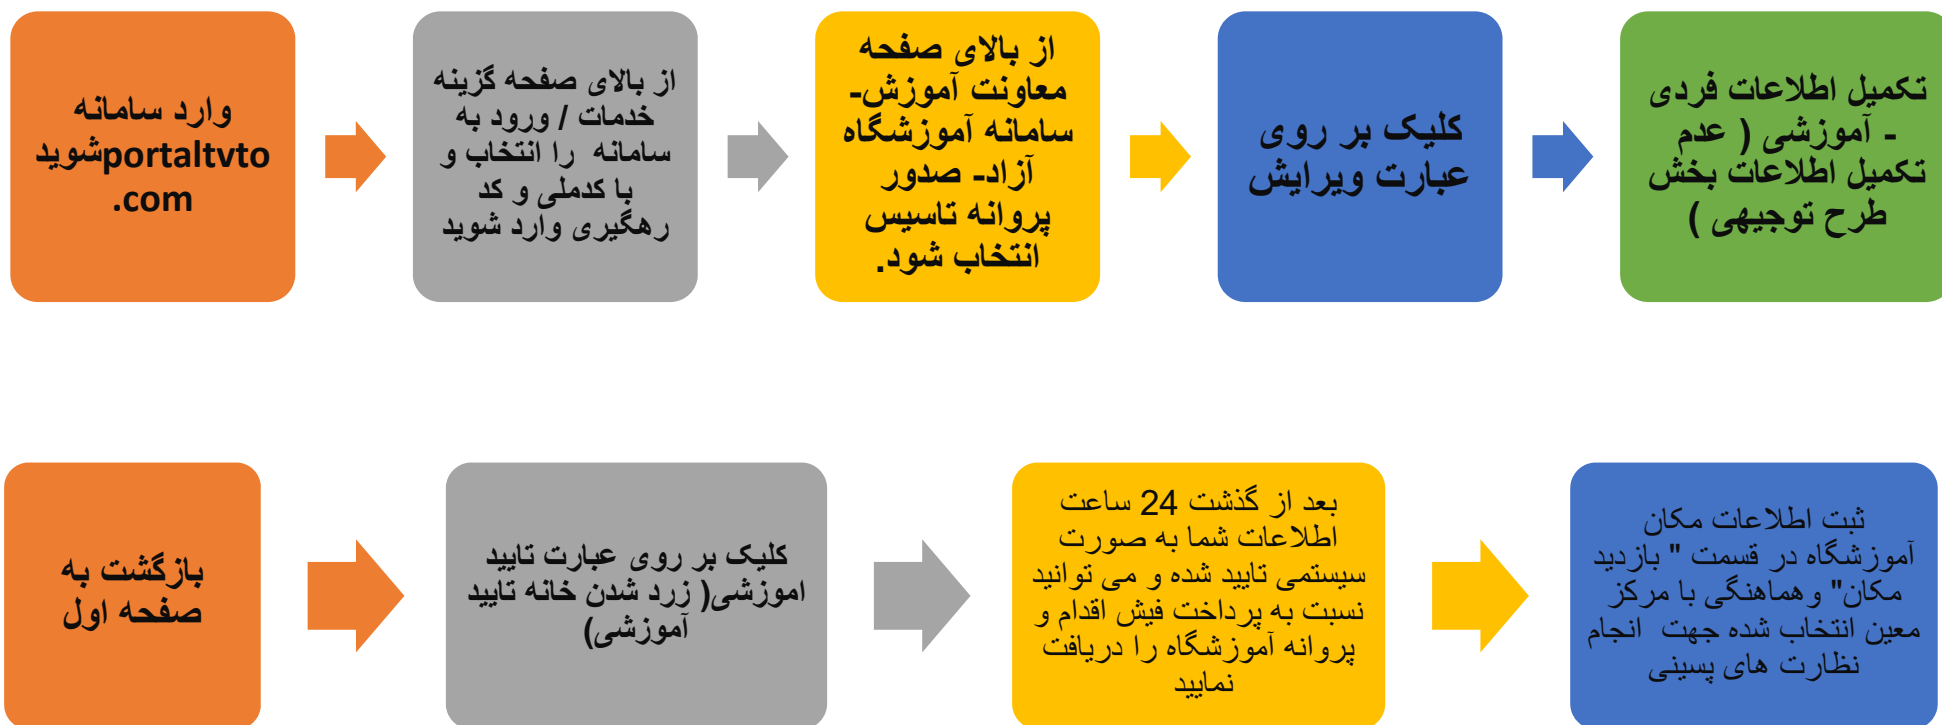 وارد سامانه
portaltvtoشوید
.com
از بالای صفحه گزینه
خدمات / ورود به
سامانه را انتخاب و
با کدملی و کد
رهگیری وارد شوید
از بالای صفحه
معاونت آموزش-
سامانه آموزشگاه
آزاد- صدور
پروانه تاسیس
انتخاب شود.
کلیک بر روی
عبارت ویرایش
تکمیل اطلاعات فردی
- آموزشی ( عدم
تکمیل اطلاعات بخش
طرح توجیهی )
بازگشت به
صفحه اول
کلیک بر روی عبارت تایید
اموزشی( زرد شدن خانه تایید
آموزشی)
بعد از گذشت 24 ساعت
اطلاعات شما به صورت
سیستمی تایید شده و می توانید
نسبت به پرداخت فیش اقدام و
پروانه آموزشگاه را دریافت
نمایید
ثبت اطلاعات مکان
آموزشگاه در قسمت " بازدید
مکان" وهماهنگی با مرکز
معین انتخاب شده جهت انجام
نظارت های پسینی